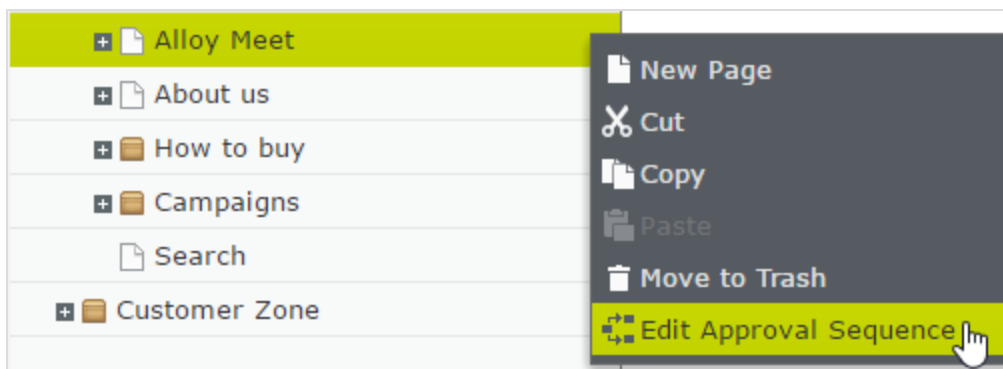 Alloy Meet
About us
How to buy
Campaigns
Search
Customer Zone
New Page
Cut
Copy
Paste
Move to Trash
Edit Approval Sequence